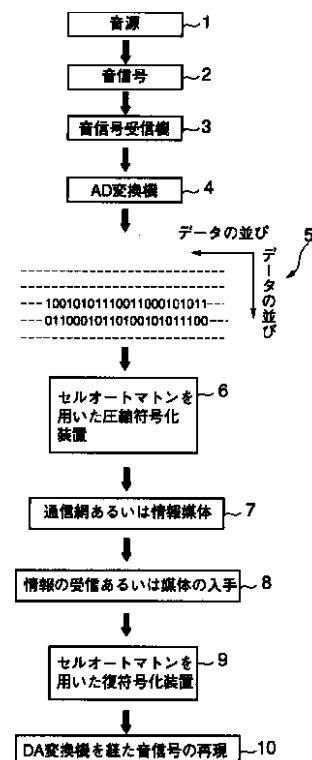 音源 1
音信号 2
音信号受信機 3
AD変換機 4
データの並び 5
データの並び
10010101110011000101011
011000101101001010111100
セルオートマトン 6
を用いた圧縮符号化
装置
通信網あるいは情報媒体 7
情報の受信あるいは媒体の入手 8
セルオートマトンを 9
用いた復符号化装置
DA変換機を経た音信号の再現 10